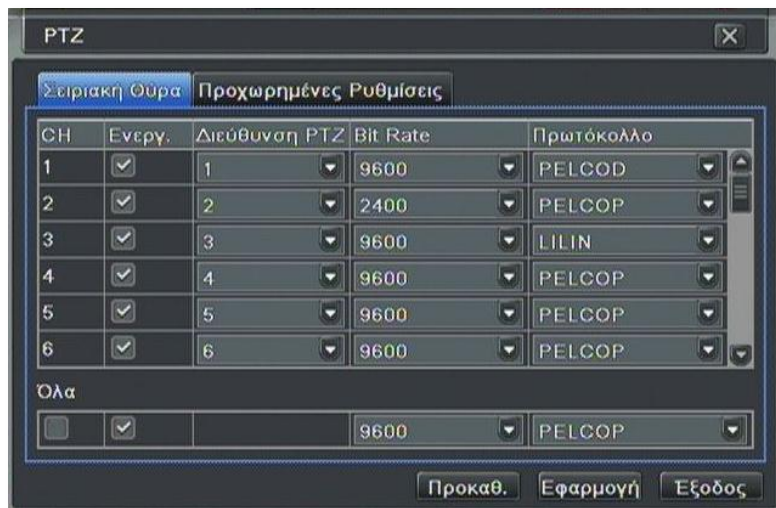 PTZ
Σειριακή Θύρα Προχωρημένες Ρυθμίσεις
CH Ενεργ. Διεύθυνση PTZ Bit Rate Πρωτόκολλο
1 1 9600 PELCOD
2 2 2400 PELCOP
3 3 9600 LILIN
4 4 9600 PELCOP
5 5 9600 PELCOP
6 6 9600 PELCOP
Όλα
9600 PELCOP
Προκαθ. Εφαρμογή Έξοδος